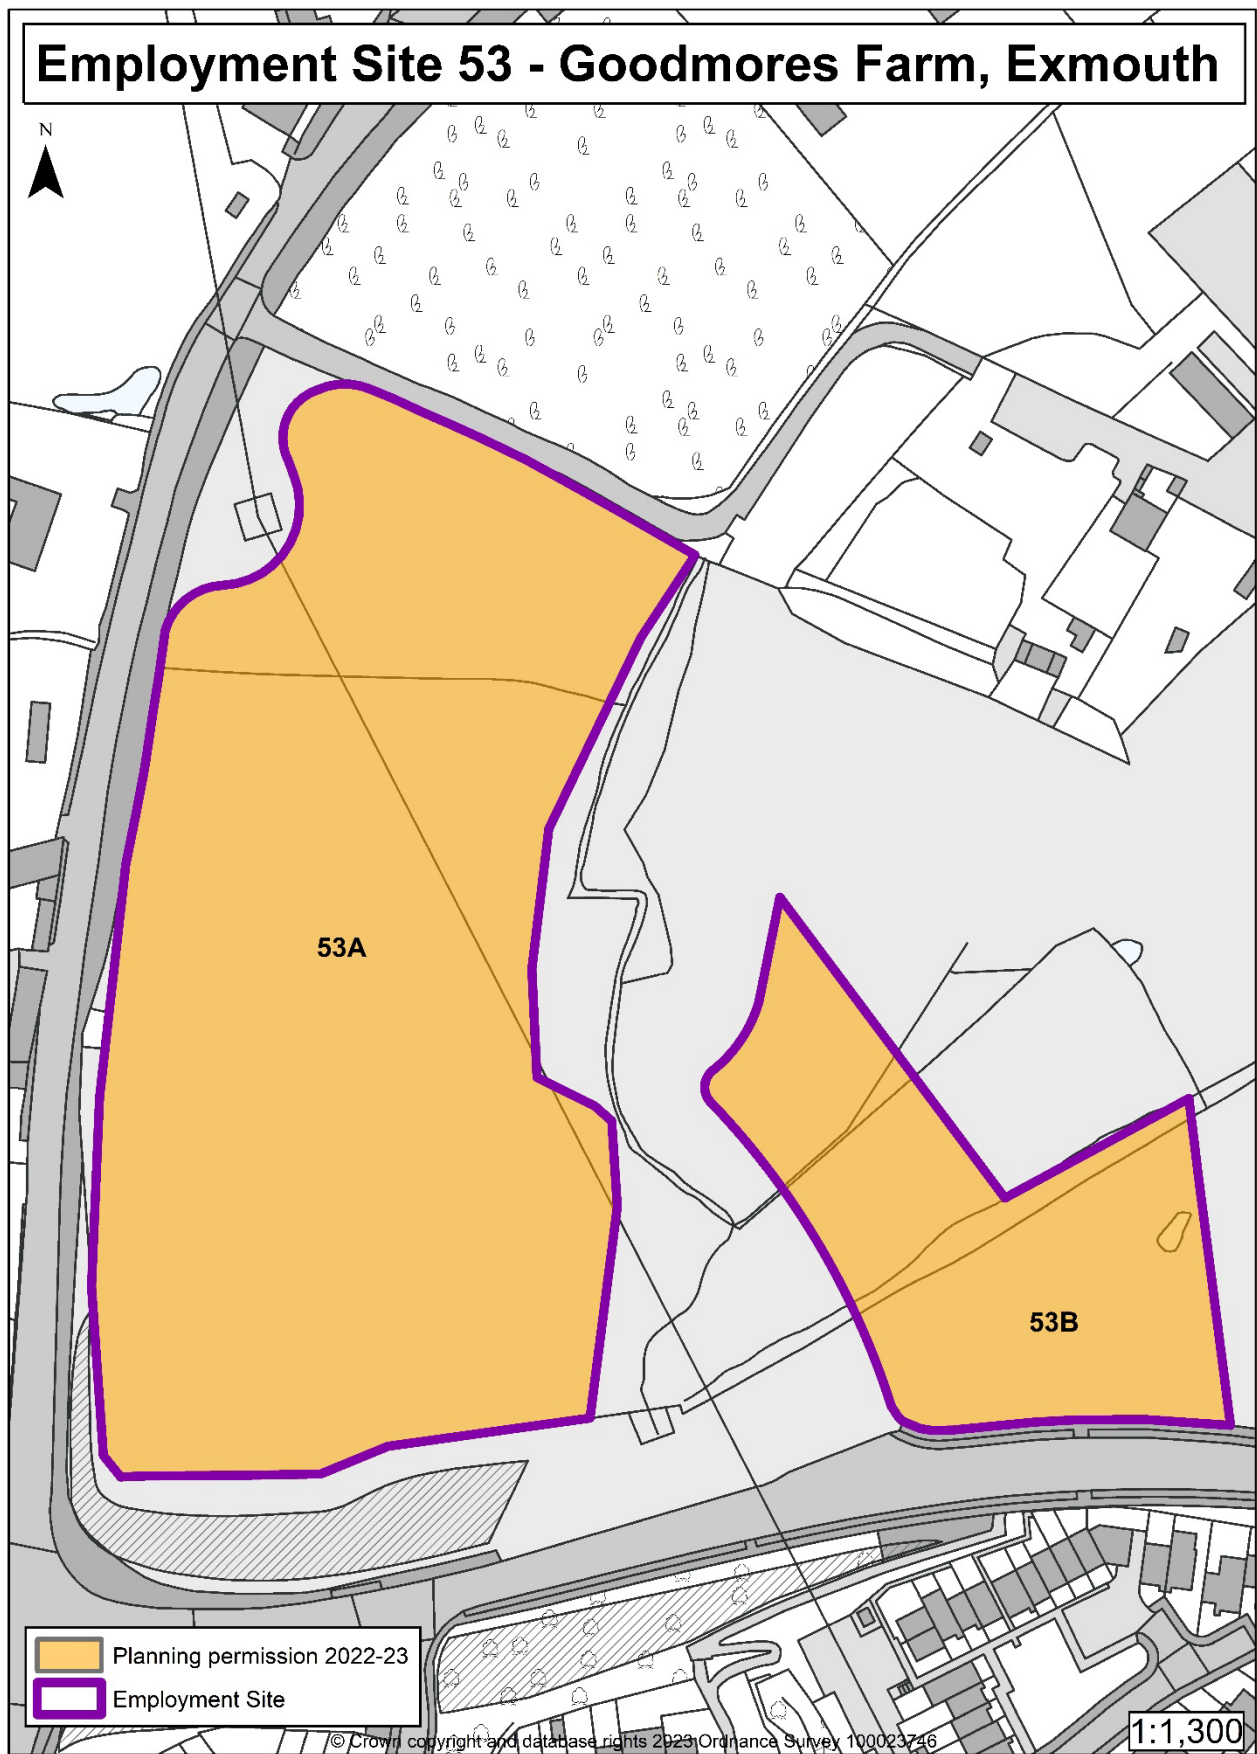 Employment Site 53 - Goodmores Farm, Exmouth
N
53A
53B
Planning permission 2022-23
Employment Site
© Crown copyright and database rights 2023 Ordnance Survey 100023746
1:1,300